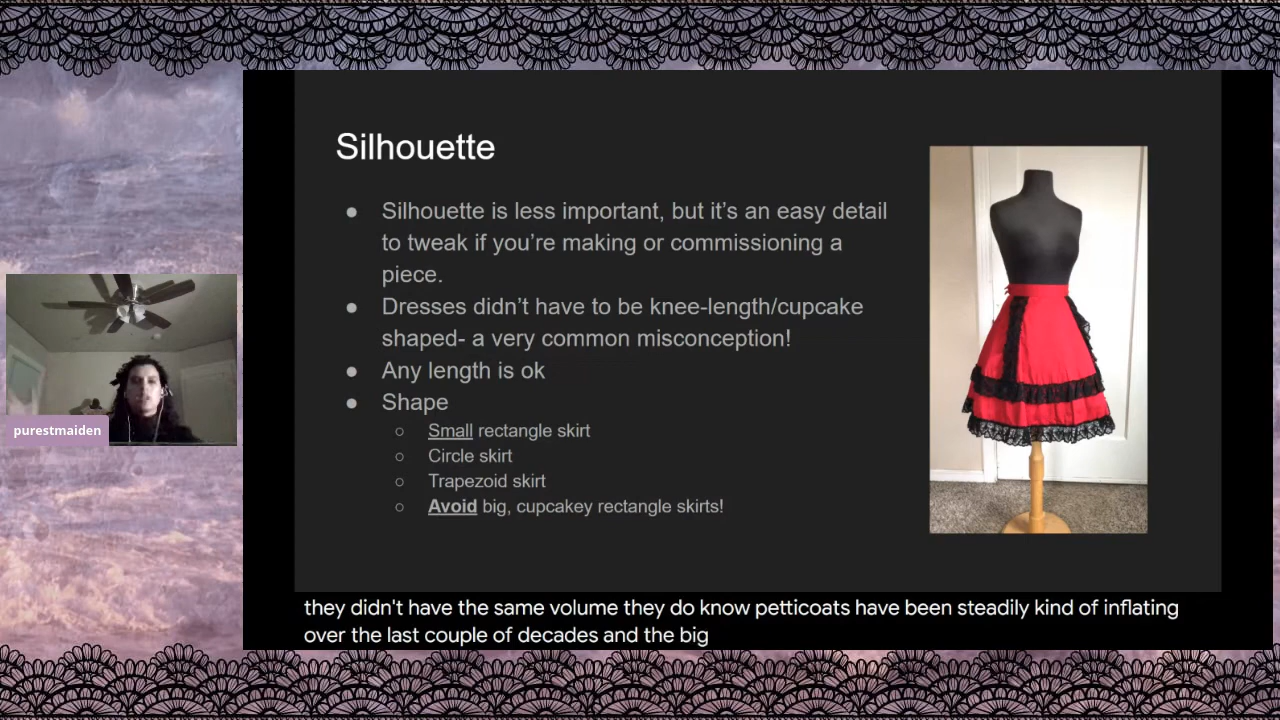 Silhouette
● Silhouette is less important, but it’s an easy detail
to tweak if you’re making or commissioning a
piece.
● Dresses didn’t have to be knee-length/cupcake
shaped- a very common misconception!
● Any length is ok
● Shape
○ Small rectangle skirt
○ Circle skirt
○ Trapezoid skirt
○ Avoid big, cupcakey rectangle skirts!
purestmaiden
they didn't have the same volume they do know petticoats have been steadily kind of inflating
over the last couple of decades and the big